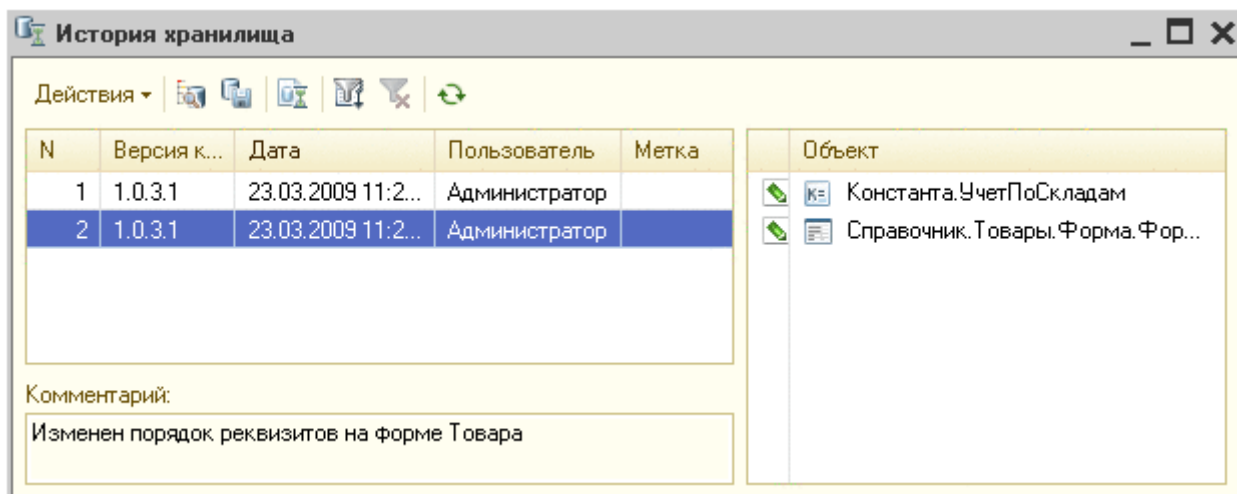 История хранилища
Действия
N Версия к... Дата Пользователь Метка
1 1.0.3.1 23.03.2009 11:2... Администратор
2 1.0.3.1 23.03.2009 11:2... Администратор
Комментарий:
Изменен порядок реквизитов на форме Товара
Объект
Константа.УчетПоСкладам
Справочник.Товары.Форма.Фор...